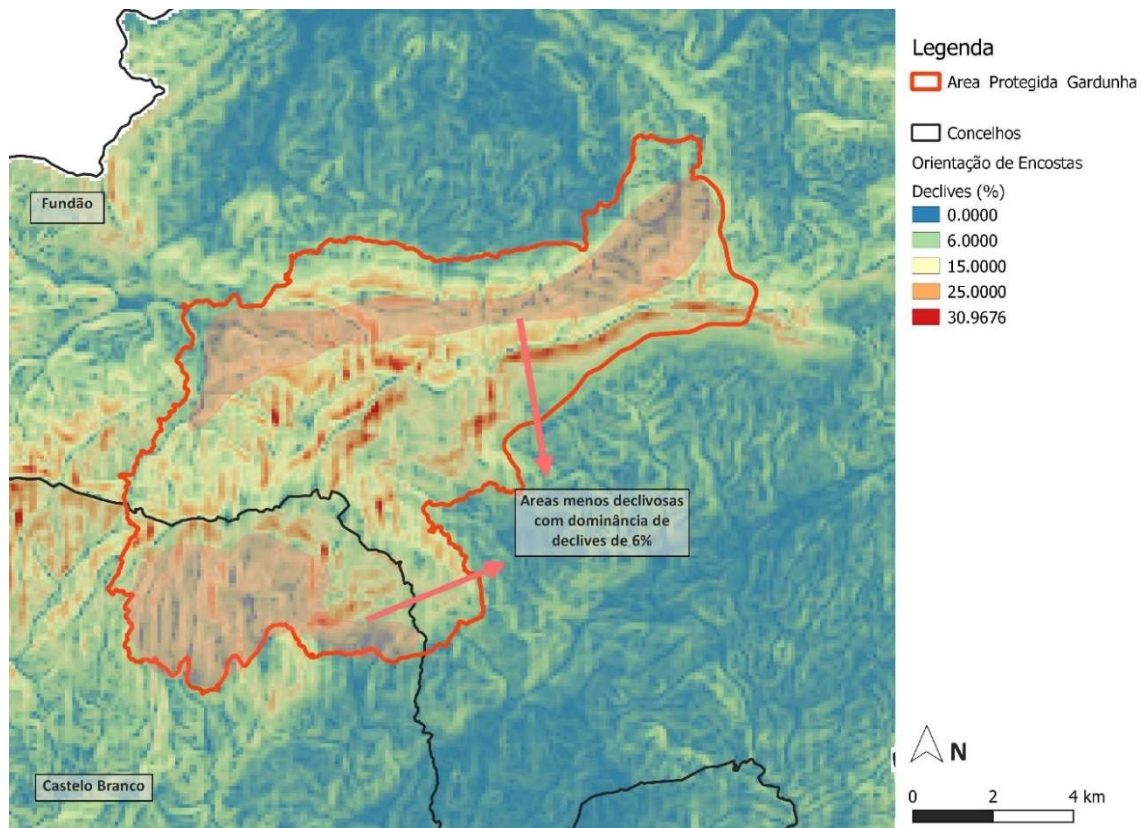 Fundão
Areas menos declivosas
com dominância de
declives de 6%
Castelo Branco
Legenda
Area Protegida Gardunha
Concelhos
Orientação de Encostas
Declives (%)
0.0000
6.0000
15.0000
25.0000
30.9676
N
0 2 4 km